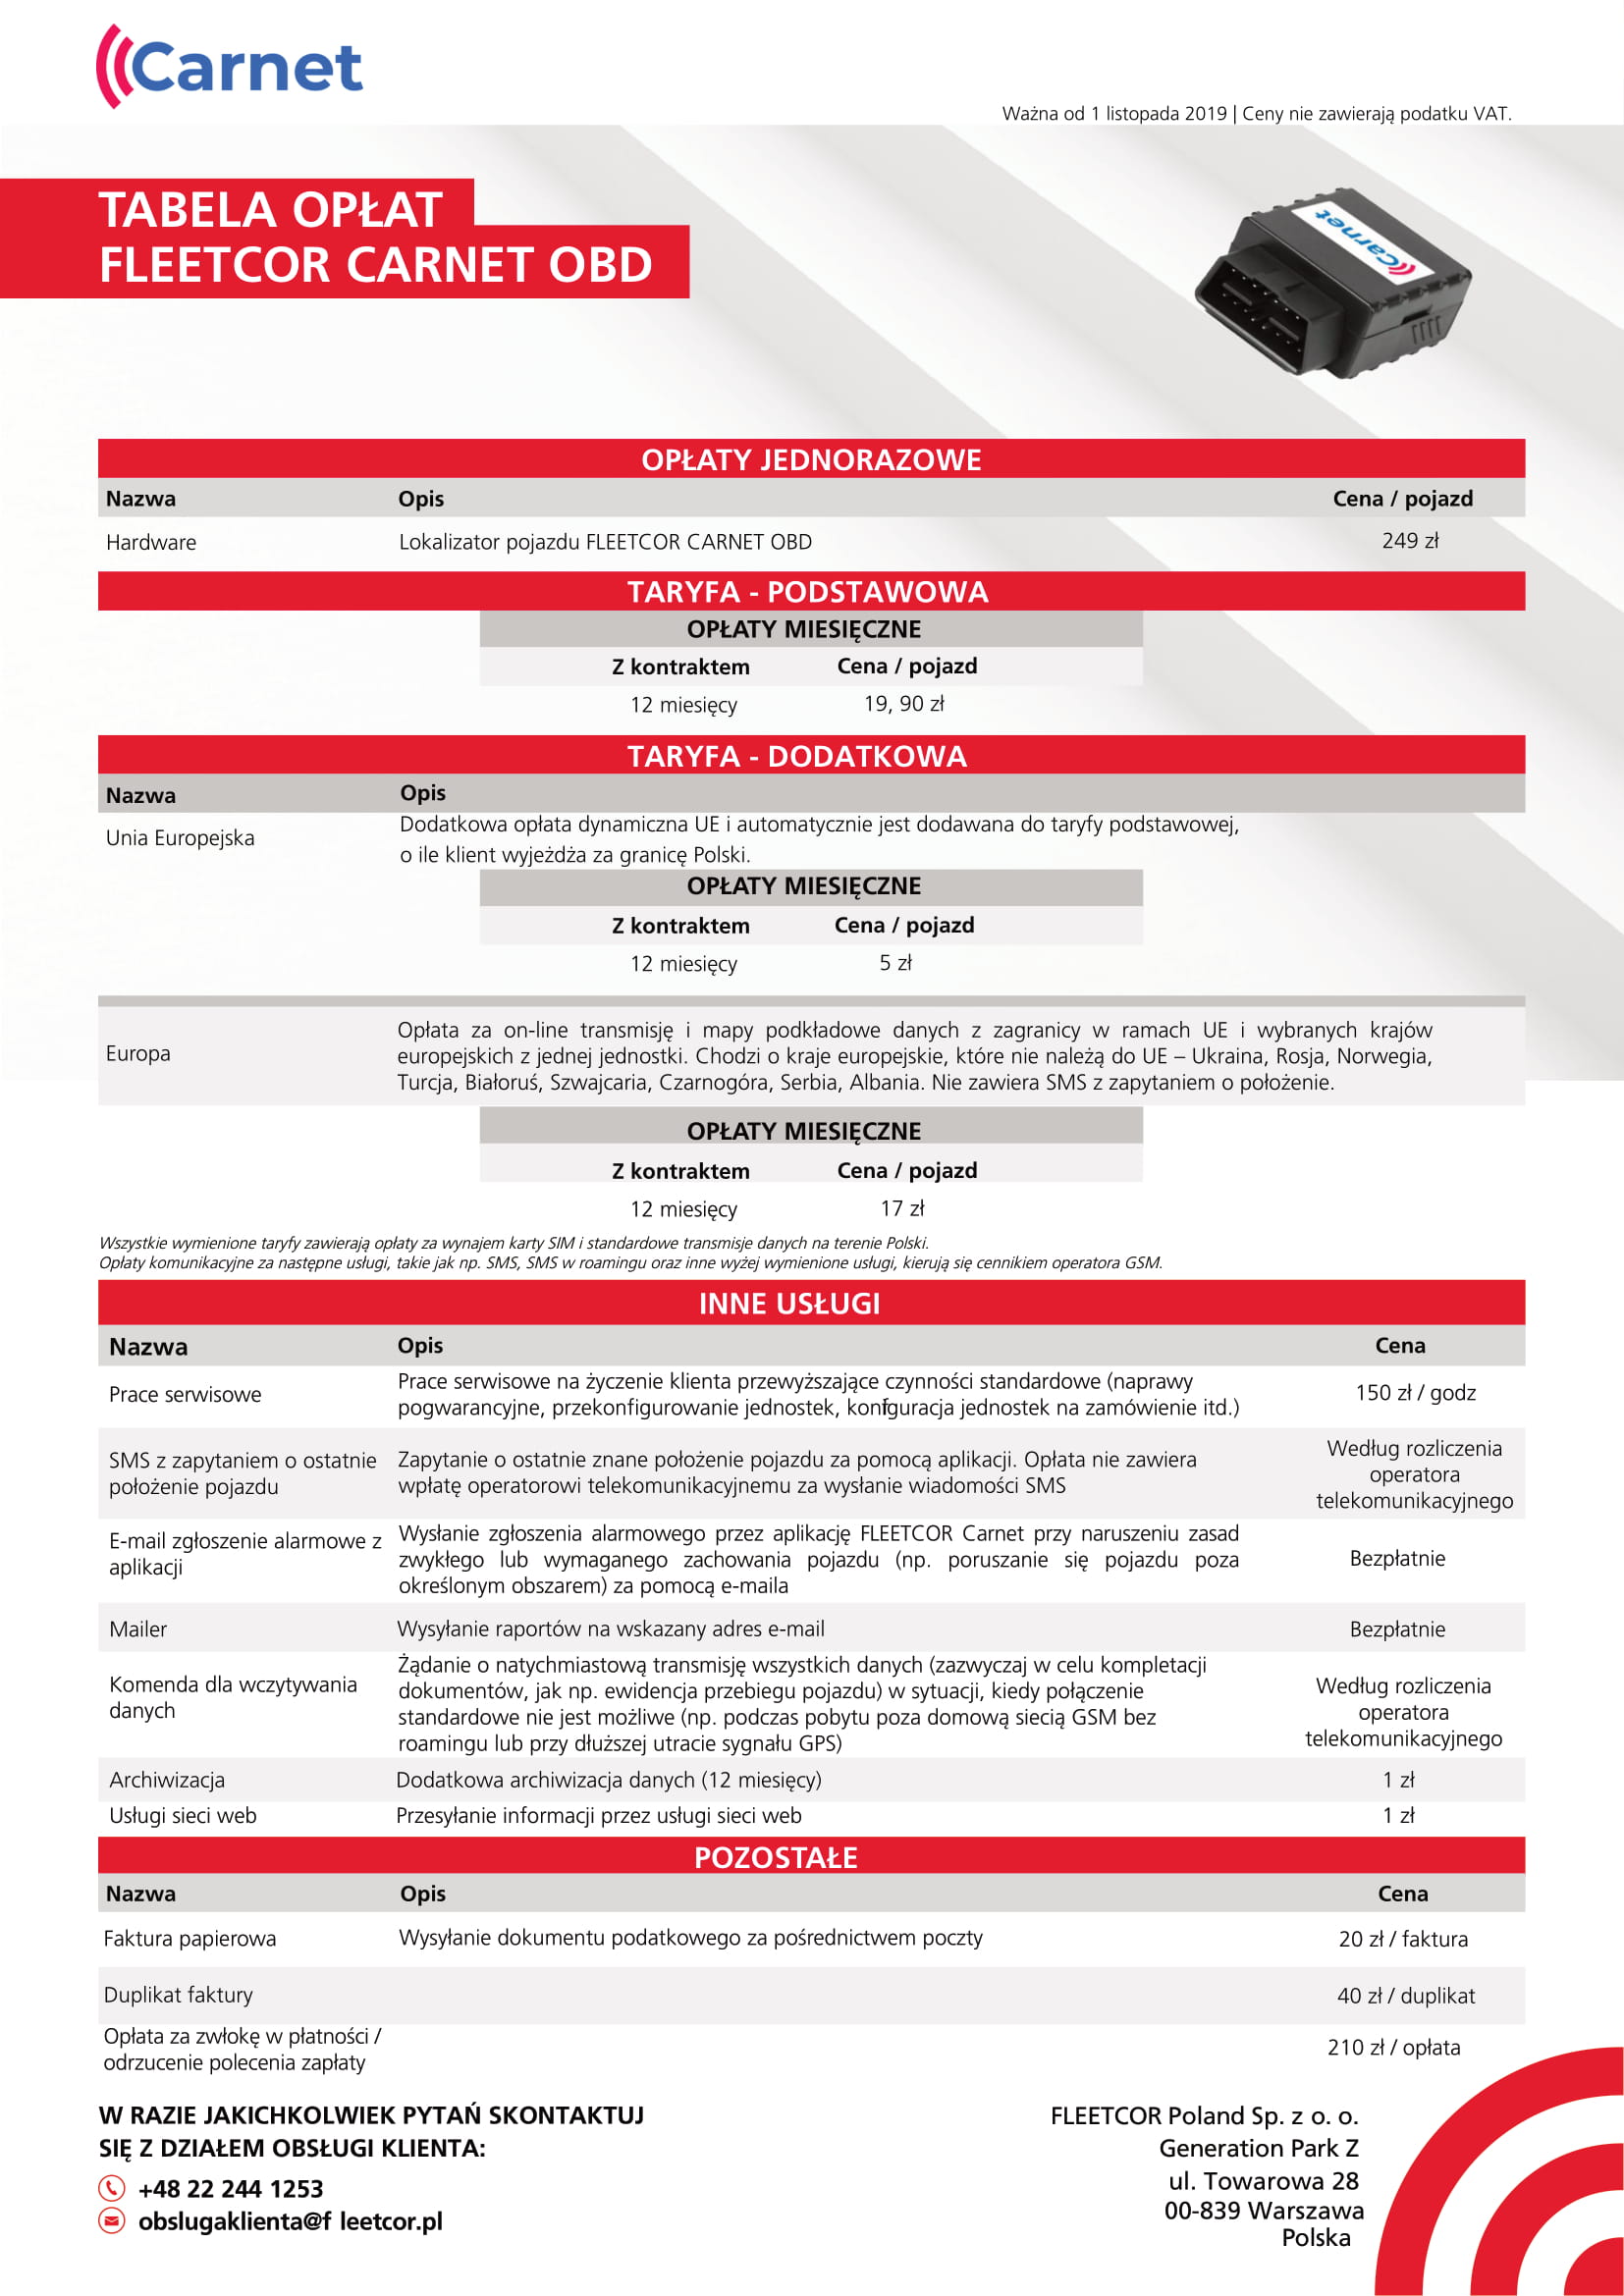 Carnet
Ważna od 1 listopada 2019 | Ceny nie zawierają podatku VAT.
TABELA OPŁAT
FLEETCOR CARNET OBD
Carnet
OPŁATY JEDNORAZOWE
Nazwa Opis Cena / pojazd
Hardware Lokalizator pojazdu FLEETCOR CARNET OBD 249 zł
TARYFA - PODSTAWOWA
OPŁATY MIESIĘCZNE
Z kontraktem Cena / pojazd
12 miesięcy 19, 90 zł
TARYFA - DODATKOWA
Nazwa Opis
Unia Europejska
Dodatkowa opłata dynamiczna UE i automatycznie jest dodawana do taryfy podstawowej,
o ile klient wyjeżdża za granicę Polski.
OPŁATY MIESIĘCZNE
Z kontraktem Cena / pojazd
12 miesięcy 5 zł
Europa
Opłata za on-line transmisję i mapy podkładowe danych z zagranicy w ramach UE i wybranych krajów
europejskich z jednej jednostki. Chodzi o kraje europejskie, które nie należą do UE – Ukraina, Rosja, Norwegia,
Turcja, Białoruś, Szwajcaria, Czarnogóra, Serbia, Albania. Nie zawiera SMS z zapytaniem o położenie.
OPŁATY MIESIĘCZNE
Z kontraktem Cena / pojazd
12 miesięcy 17 zł
Wszystkie wymienione taryfy zawierają opłaty za wynajem karty SIM i standardowe transmisje danych na terenie Polski.
Opłaty komunikacyjne za następne usługi, takie jak np. SMS, SMS w roamingu oraz inne wyżej wymienione usługi, kierują się cennikiem operatora GSM.
INNE USŁUGI
Nazwa Opis Cena
Prace serwisowe
Prace serwisowe na życzenie klienta przewyższające czynności standardowe (naprawy
pogwarancyjne, przekonfigurowanie jednostek, konfiguracja jednostek na zamówienie itd.)
150 zł / godz
SMS z zapytaniem o ostatnie
położenie pojazdu
Zapytanie o ostatnie znane położenie pojazdu za pomocą aplikacji. Opłata nie zawiera
wpłatę operatorowi telekomunikacyjnemu za wysłanie wiadomości SMS
Według rozliczenia
operatora
telekomunikacyjnego
E-mail zgłoszenie alarmowe z
aplikacji
Wysłanie zgłoszenia alarmowego przez aplikację FLEETCOR Carnet przy naruszeniu zasad
zwykłego lub wymaganego zachowania pojazdu (np. poruszanie się pojazdu poza
określonym obszarem) za pomocą e-maila
Bezpłatnie
Mailer Wysyłanie raportów na wskazany adres e-mail Bezpłatnie
Komenda dla wczytywania
danych
Żądanie o natychmiastową transmisję wszystkich danych (zazwyczaj w celu kompletacji
dokumentów, jak np. ewidencja przebiegu pojazdu) w sytuacji, kiedy połączenie
standardowe nie jest możliwe (np. podczas pobytu poza domową siecią GSM bez
roamingu lub przy dłuższej utracie sygnału GPS)
Według rozliczenia
operatora
telekomunikacyjnego
Archiwizacja Dodatkowa archiwizacja danych (12 miesięcy) 1 zł
Usługi sieci web Przesyłanie informacji przez usługi sieci web 1 zł
POZOSTAŁE
Nazwa Opis Cena
Faktura papierowa Wysyłanie dokumentu podatkowego za pośrednictwem poczty 20 zł / faktura
Duplikat faktury 40 zł / duplikat
Opłata za zwłokę w płatności /
odrzucenie polecenia zapłaty
210 zł / opłata
W RAZIE JAKICHKOLWIEK PYTAŃ SKONTAKTUJ
SIĘ Z DZIAŁEM OBSŁUGI KLIENTA:
+48 22 244 1253
obslugaklienta@f leetcor.pl
FLEETCOR Poland Sp. z o. o.
Generation Park Z
ul. Towarowa 28
00-839 Warszawa
Polska